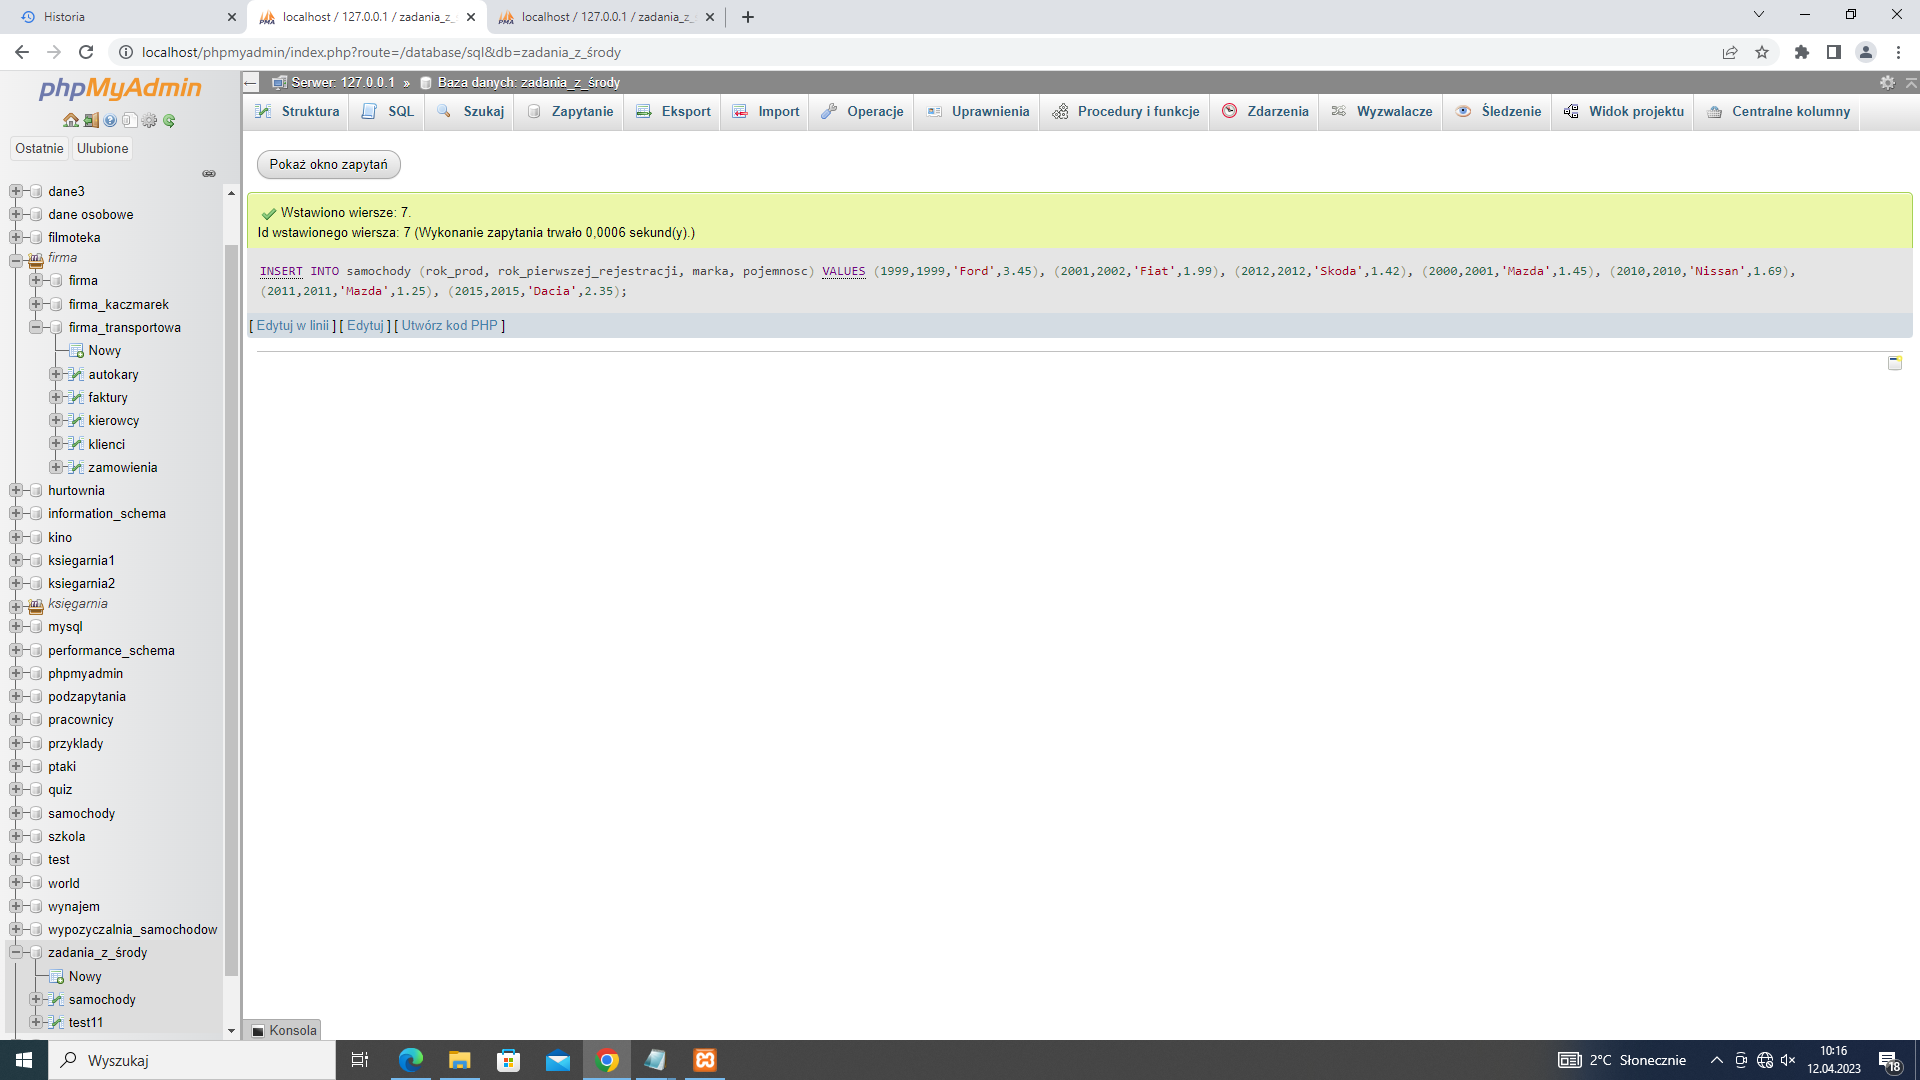 Historia
localhost / 127.0.0.1 / zadania_z_ś
localhost / 127.0.0.1 / zadania_z_
localhost/phpmyadmin/index.php?route=/database/sql&db=zadania_z_środy
phpMyAdmin
Ostatnie
Ulubione
dane3
dane osobowe
filmoteka
firma
firma
firma_kaczmarek
firma_transportowa
Nowy
autokary
faktury
kierowcy
klienci
zamowienia
hurtownia
information_schema
kino
ksiegarnia1
ksiegarnia2
księgarnia
mysql
performance_schema
phpmyadmin
podzapytania
pracownicy
przyklady
ptaki
quiz
samochody
szkola
test
world
wynajem
wypozyczalnia_samochodow
zadania_z_środy
Nowy
samochody
test11
Serwer: 127.0.0.1 » Baza danych: zadania_z_środy
Struktura SQL Szukaj Zapytanie Eksport Import Operacje Uprawnienia Procedury i funkcje Zdarzenia Wyzwalacze Śledzenie Widok projektu Centralne kolumny
Pokaż okno zapytań
Wstawiono wiersze: 7.
Id wstawionego wiersza: 7 (Wykonanie zapytania trwało 0,0006 sekund(y).)
INSERT INTO samochody (rok_prod, rok_pierwszej_rejestracji, marka, pojemnosc) VALUES (1999,1999,'Ford',3.45), (2001,2002,'Fiat',1.99), (2012,2012,'Skoda',1.42), (2000,2001,'Mazda',1.45), (2010,2010,'Nissan',1.69),
(2011,2011,'Mazda',1.25), (2015,2015,'Dacia',2.35);
[ Edytuj w linii ] [ Edytuj ] [ Utwórz kod PHP ]
Konsola
Wyszukaj
2°C Słonecznie
10:16
12.04.2023
18